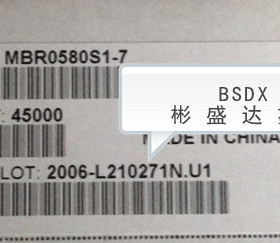 MBR0580S1-7
BSDX
彬盛达
: 45000
MADE IN CHINA
LOT: 2006-L210271N.U1